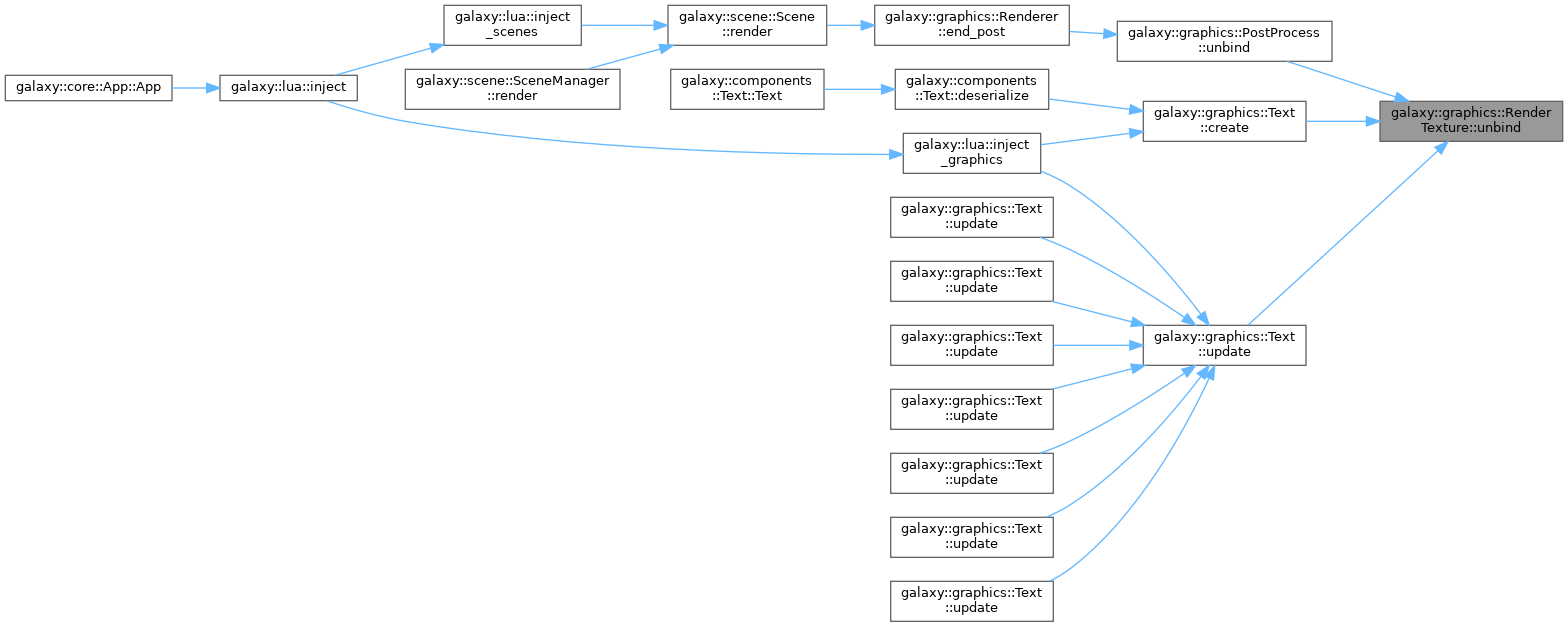 galaxy::lua::inject
_scenes
galaxy::scene::Scene
::render
galaxy::graphics::Renderer
::end_post
galaxy::graphics::PostProcess
::unbind
galaxy::core::App::App
galaxy::lua::inject
galaxy::scene::SceneManager
::render
galaxy::components
::Text::Text
galaxy::components
::Text::deserialize
galaxy::graphics::Text
::create
galaxy::graphics::Render
Texture::unbind
galaxy::lua::inject
_graphics
galaxy::graphics::Text
::update
galaxy::graphics::Text
::update
galaxy::graphics::Text
::update
galaxy::graphics::Text
::update
galaxy::graphics::Text
::update
galaxy::graphics::Text
::update
galaxy::graphics::Text
::update
galaxy::graphics::Text
::update